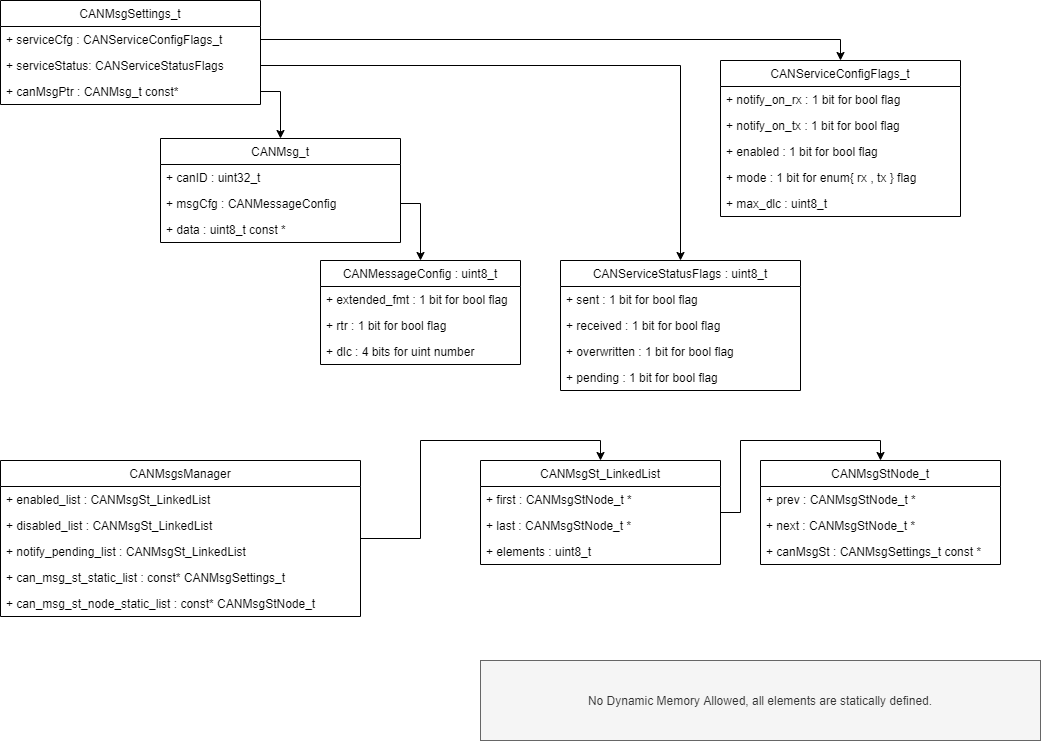 CANMsgSettings_t
+ serviceCfg : CANServiceConfigFlags_t
+ serviceStatus: CANServiceStatusFlags
+ canMsgPtr : CANMsg_t const*
CANServiceConfigFlags_t
+ notify_on_rx : 1 bit for bool flag
+ notify_on_tx : 1 bit for bool flag
+ enabled : 1 bit for bool flag
+ mode : 1 bit for enum{ rx , tx } flag
+ max_dlc : uint8_t
CANMsg_t
+ canID : uint32_t
+ msgCfg : CANMessageConfig
+ data : uint8_t const *
CANMessageConfig : uint8_t
+ extended_fmt : 1 bit for bool flag
+ rtr : 1 bit for bool flag
+ dlc : 4 bits for uint number
CANServiceStatusFlags : uint8_t
+ sent : 1 bit for bool flag
+ received : 1 bit for bool flag
+ overwritten : 1 bit for bool flag
+ pending : 1 bit for bool flag
CANMsgsManager
+ enabled_list : CANMsgSt_LinkedList
+ disabled_list : CANMsgSt_LinkedList
+ notify_pending_list : CANMsgSt_LinkedList
+ can_msg_st_static_list : const* CANMsgSettings_t
+ can_msg_st_node_static_list : const* CANMsgStNode_t
CANMsgSt_LinkedList
+ first : CANMsgStNode_t *
+ last : CANMsgStNode_t *
+ elements : uint8_t
CANMsgStNode_t
+ prev : CANMsgStNode_t *
+ next : CANMsgStNode_t *
+ canMsgSt : CANMsgSettings_t const *
No Dynamic Memory Allowed, all elements are statically defined.